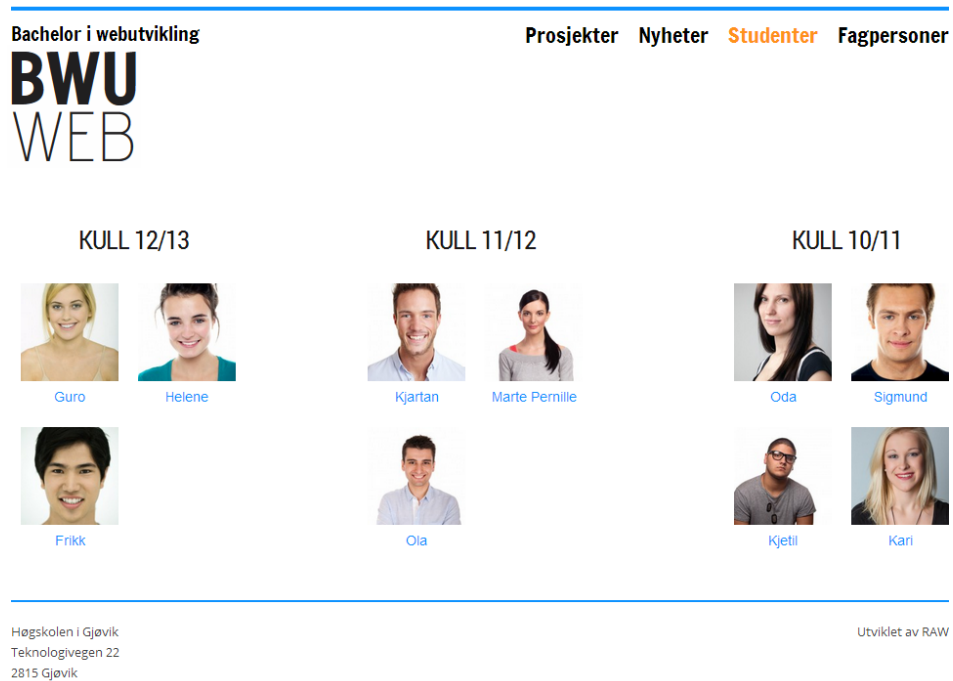 Bachelor i webutvikling
BWU
WEB
Prosjekter Nyheter Studenter Fagpersoner
KULL 12/13
Guro Helene
Frikk
KULL 11/12
Kjartan Marte Pernille
Ola
KULL 10/11
Oda Sigmund
Kjetil Kari
Høgskolen i Gjøvik
Teknologivegen 22
2815 Gjøvik
Utviklet av RAW